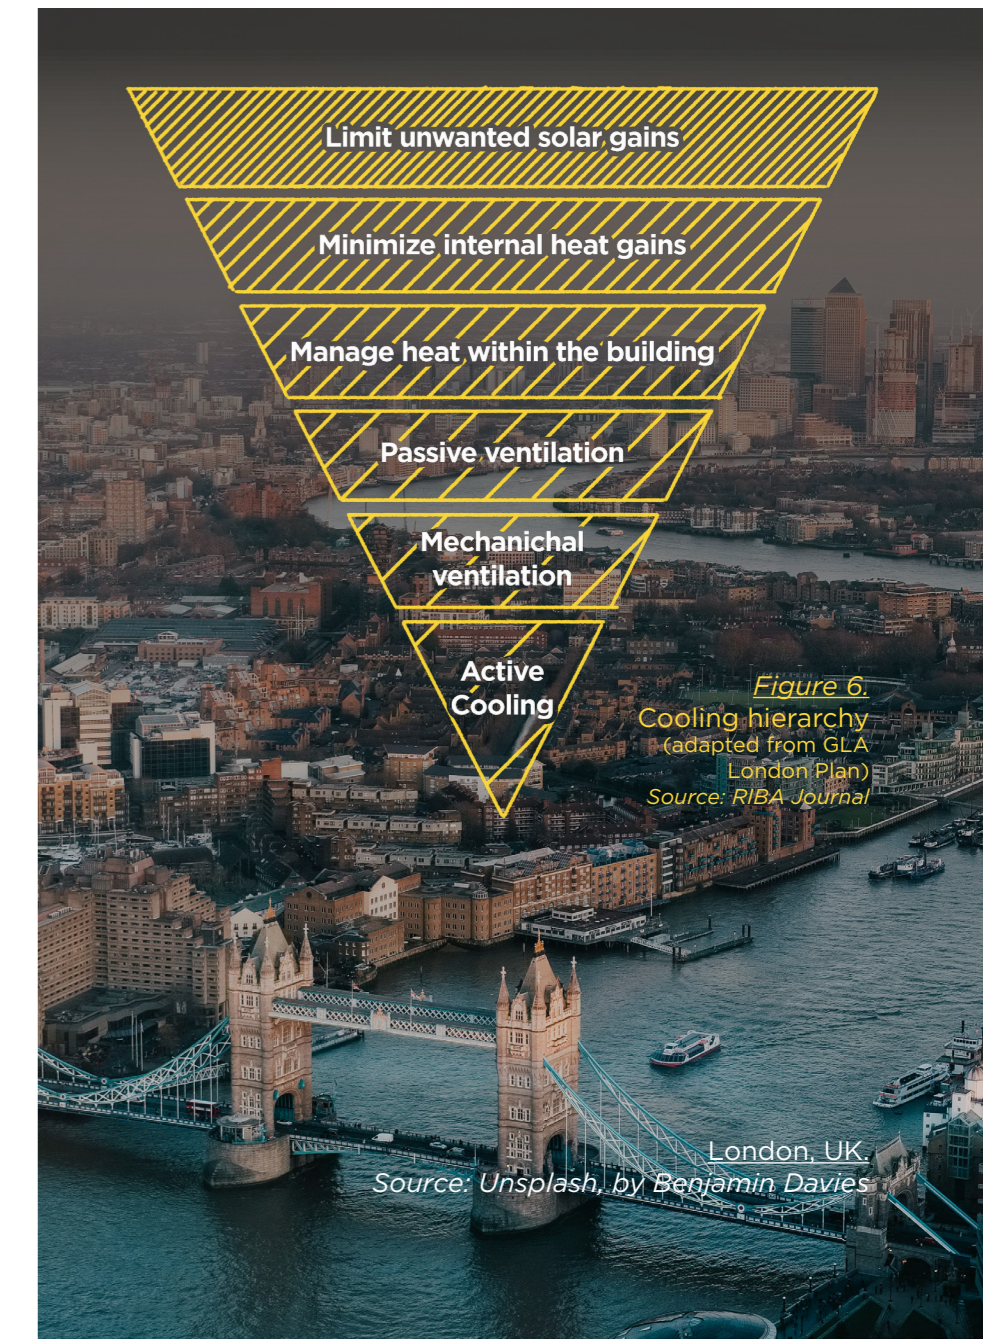 Limit unwanted solar gains
Minimize internal heat gains
Manage heat within the building
Passive ventilation
Mechanichal
ventilation
Active
Cooling
Figure 6.
Cooling hierarchy
(adapted from GLA
London Plan)
Source: RIBA Journal
London, UK.
Source: Unsplash, by Benjamin Davies